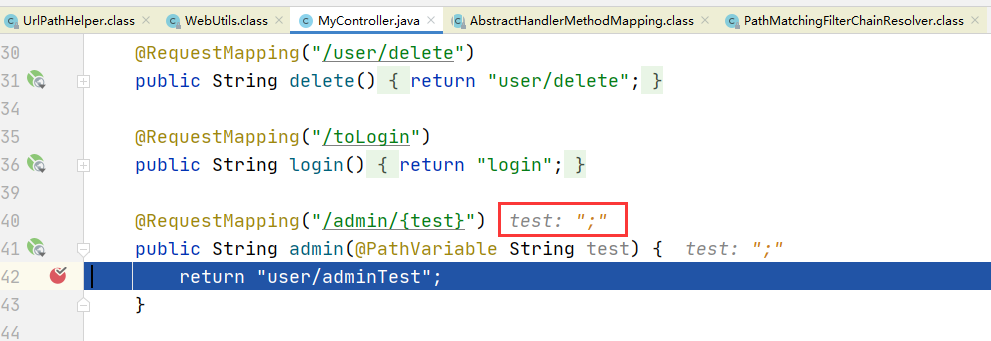 UrlPathHelper.class WebUtils.class MyController.java AbstractHandlerMethodMapping.class PathMatchingFilterChainResolver.class
30 @RequestMapping("/user/delete")
31 public String delete() { return "user/delete"; }
34
35 @RequestMapping("/toLogin")
36 public String login() { return "login"; }
39
40 @RequestMapping("/admin/{test}") test: ";"
41 public String admin(@PathVariable String test) { test: ";"
42 return "user/adminTest";
43 }
44